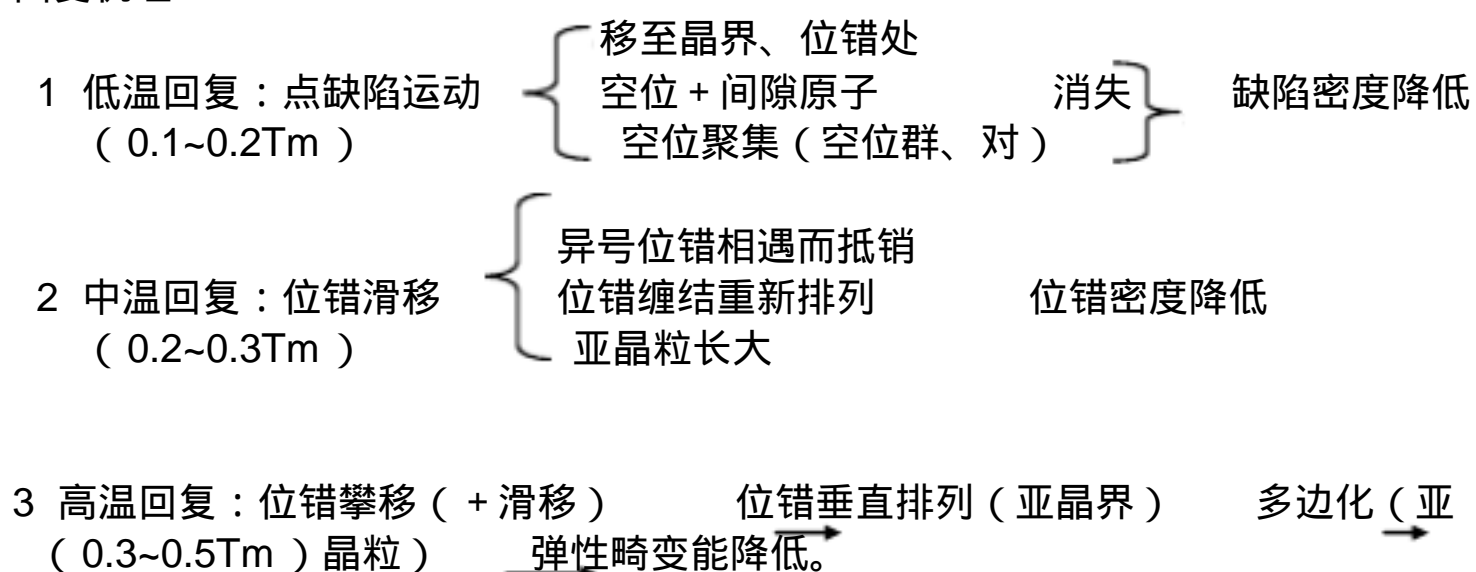 移至晶界、位错处
1 低温回复：点缺陷运动 空位 + 间隙原子 消失 缺陷密度降低
（ 0.1~0.2Tm ） 空位聚集（空位群、对）
异号位错相遇而抵销
2 中温回复：位错滑移 位错缠结重新排列 位错密度降低
（ 0.2~0.3Tm ） 亚晶粒长大
3 高温回复：位错攀移（ + 滑移） 位错垂直排列（亚晶界） 多边化（亚
（ 0.3~0.5Tm ）晶粒） 弹性畸变能降低。